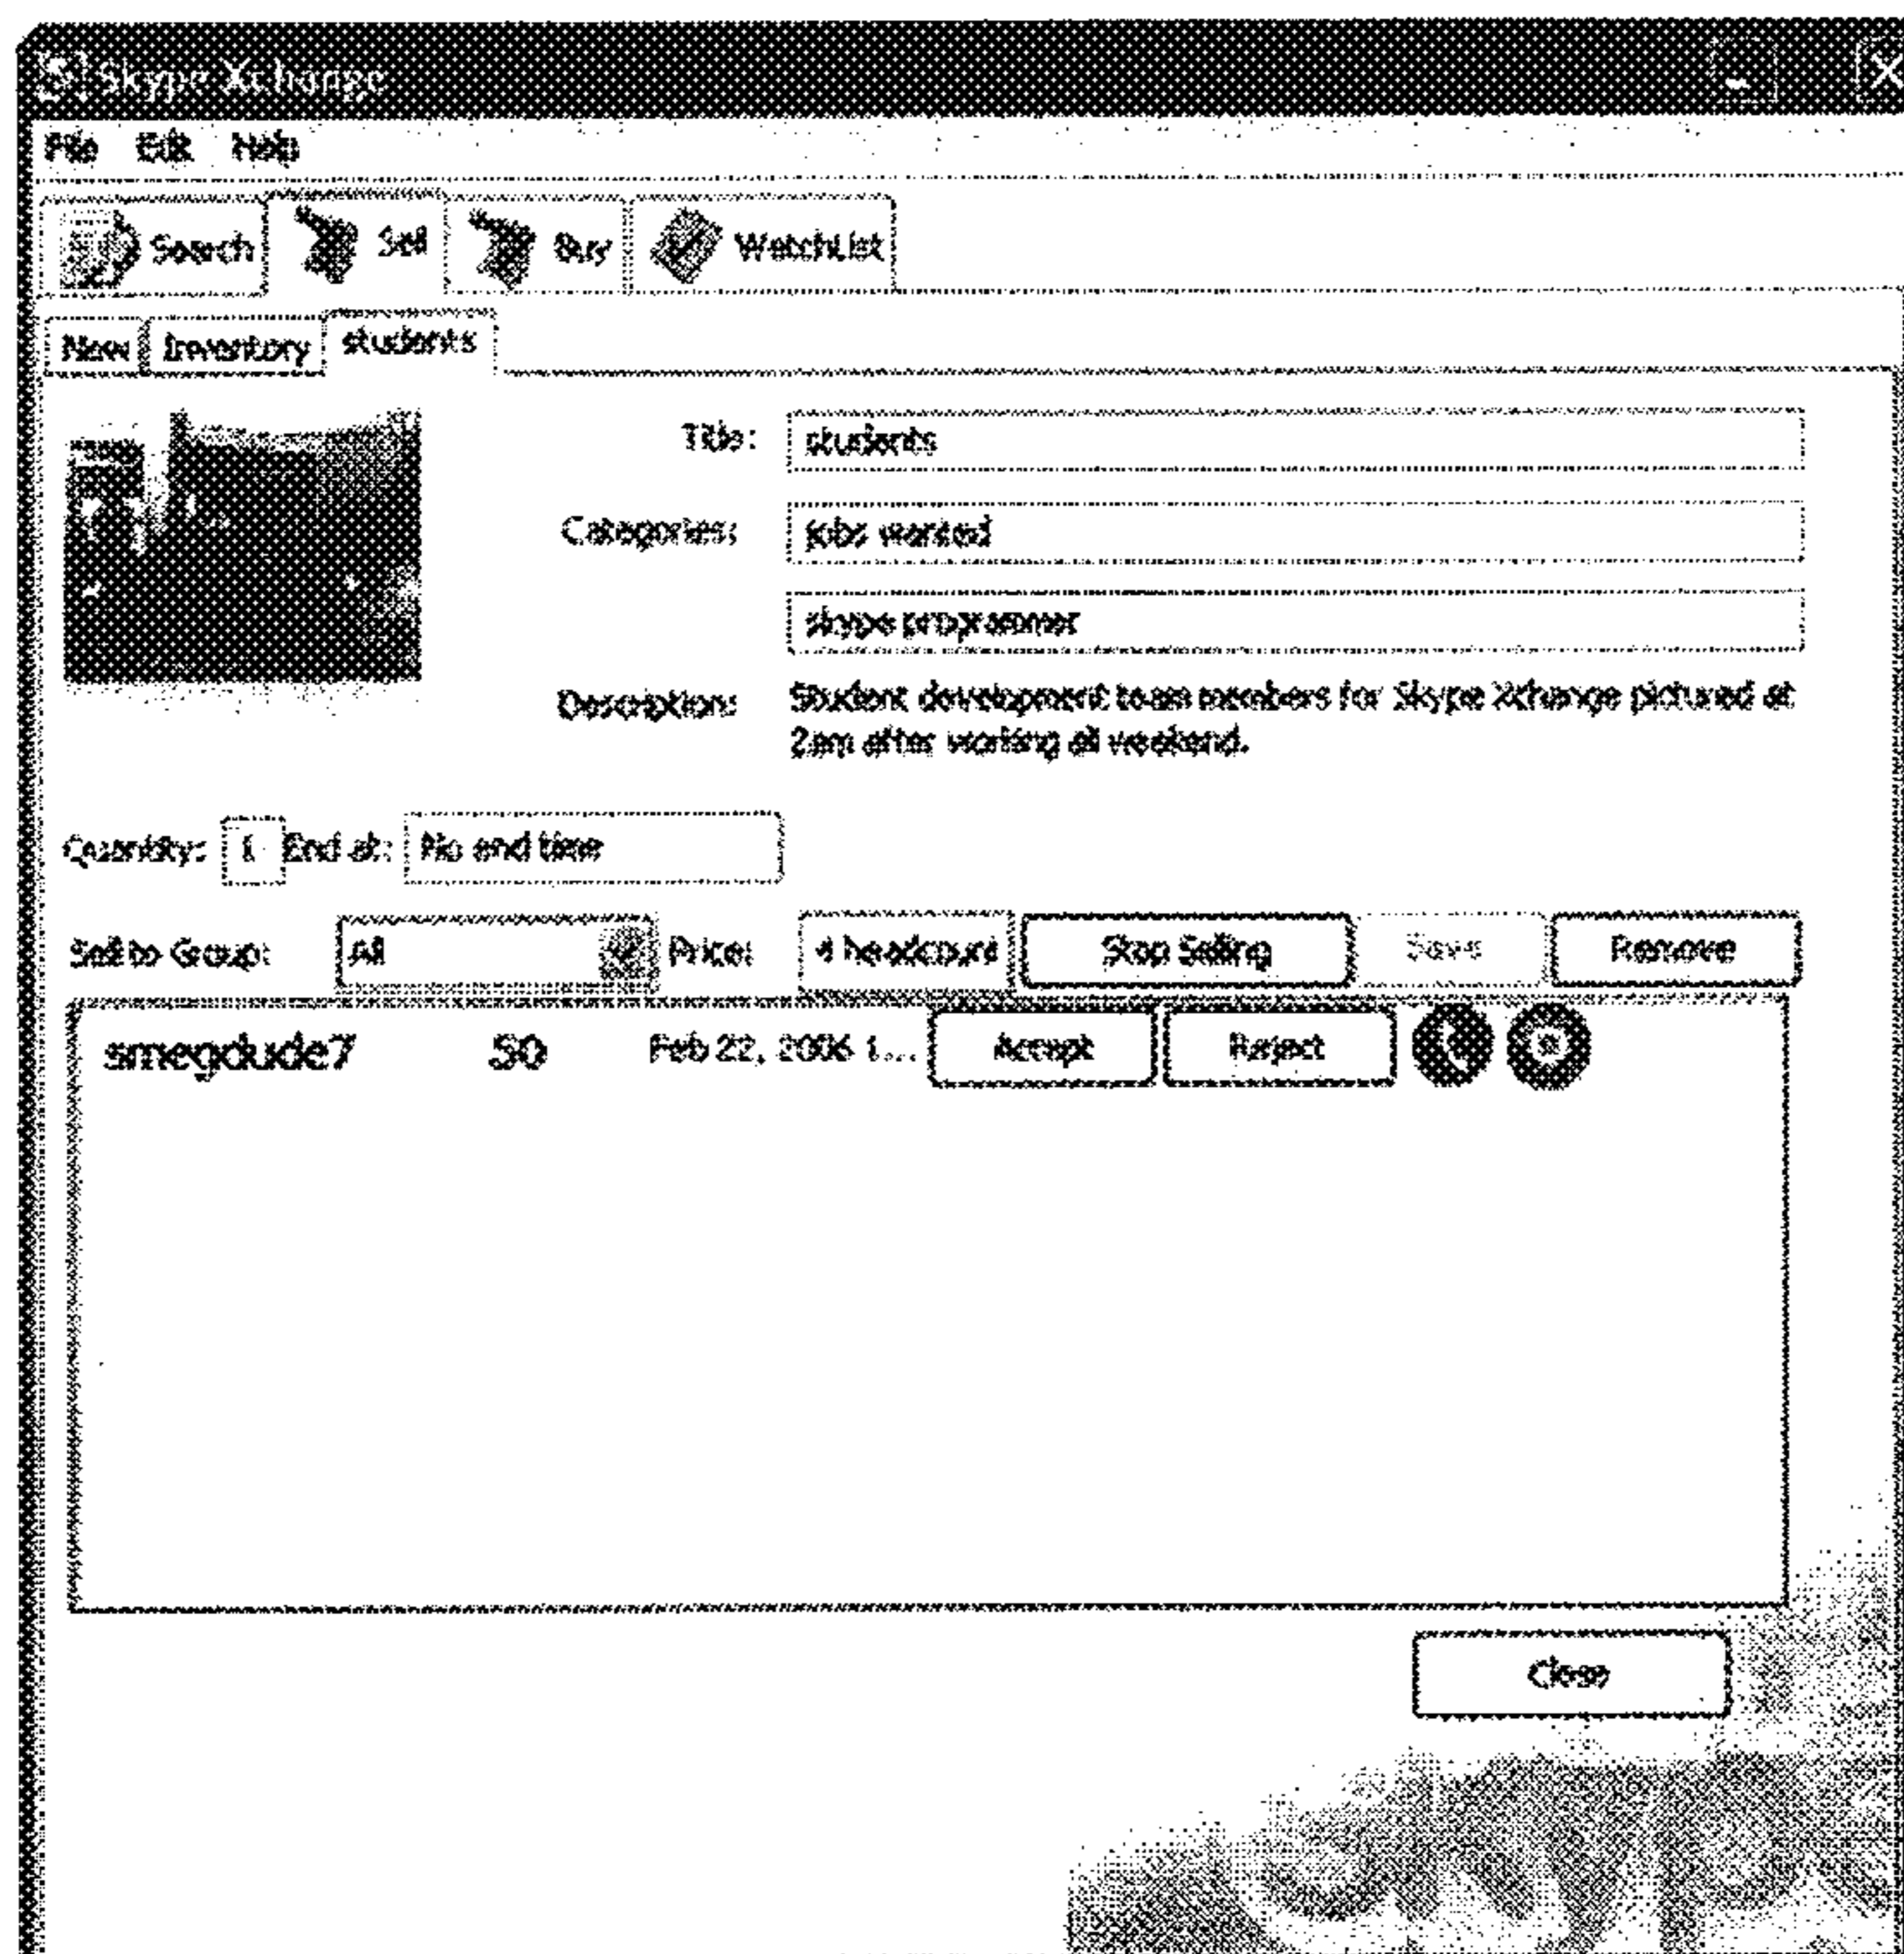 Skype Xchange
File Edit Help
Search Sell Buy WatchList
New Inventory students
Title: students
Categories: jobs wanted
skype programmer
Description: Student development team members for Skype Xchange pictured at
2am after working all weekend.
Quantity: 1 End at: No end time
Sell to Group: All Price: 4 headcount Stop Selling Save Remove
smegdude7 50 Feb 22, 2006 1... Accept Reject
Close
skype